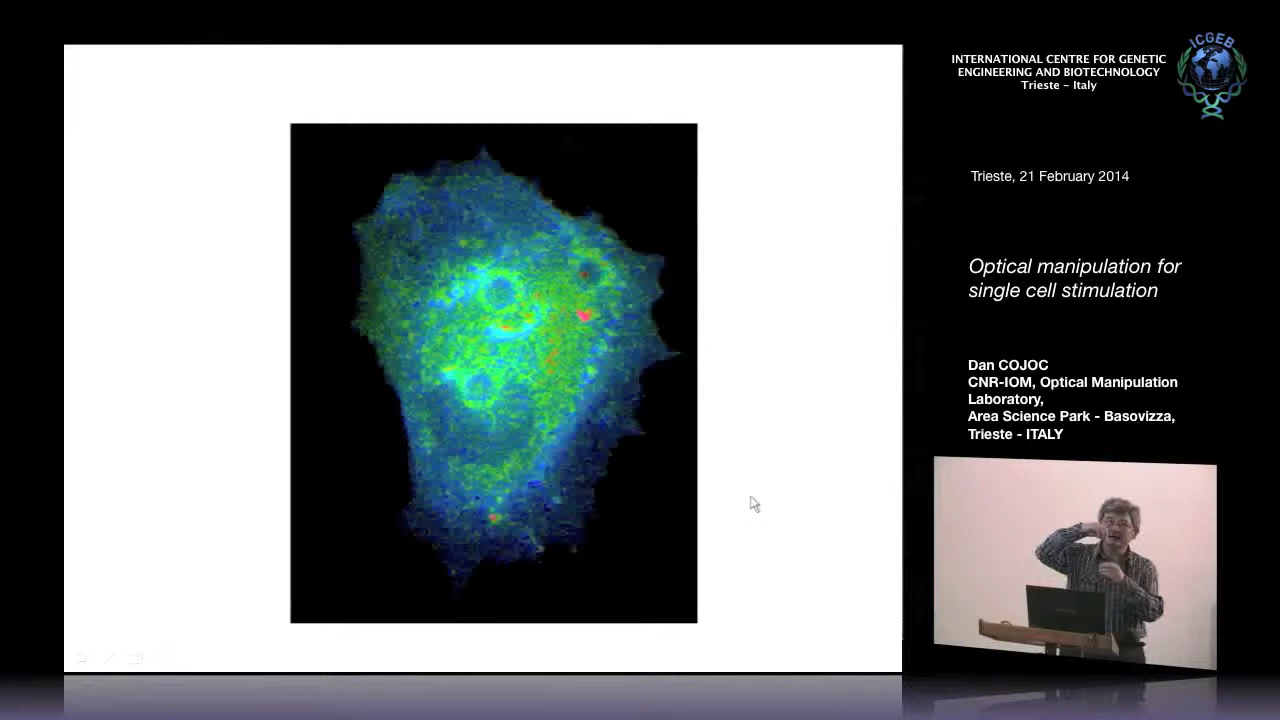 ICGEB
INTERNATIONAL CENTRE FOR GENETIC
ENGINEERING AND BIOTECHNOLOGY
Trieste - Italy
Trieste, 21 February 2014
Optical manipulation for
single cell stimulation
Dan COJOC
CNR-IOM, Optical Manipulation
Laboratory,
Area Science Park - Basovizza,
Trieste - ITALY